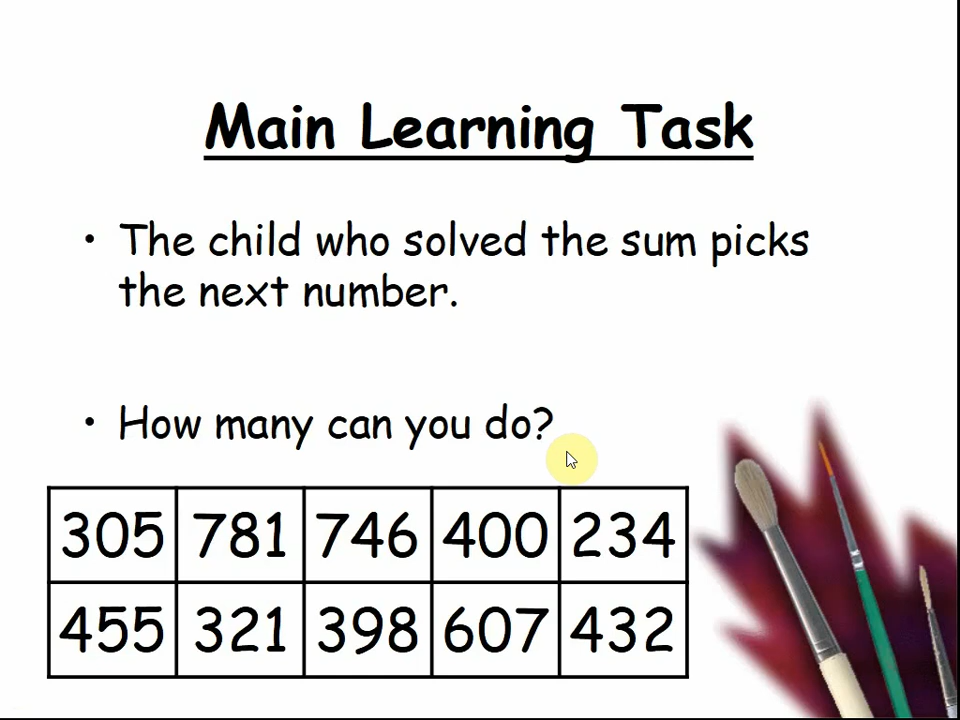 Main Learning Task
• The child who solved the sum picks
the next number.
• How many can you do?
305 781 746 400 234
455 321 398 607 432